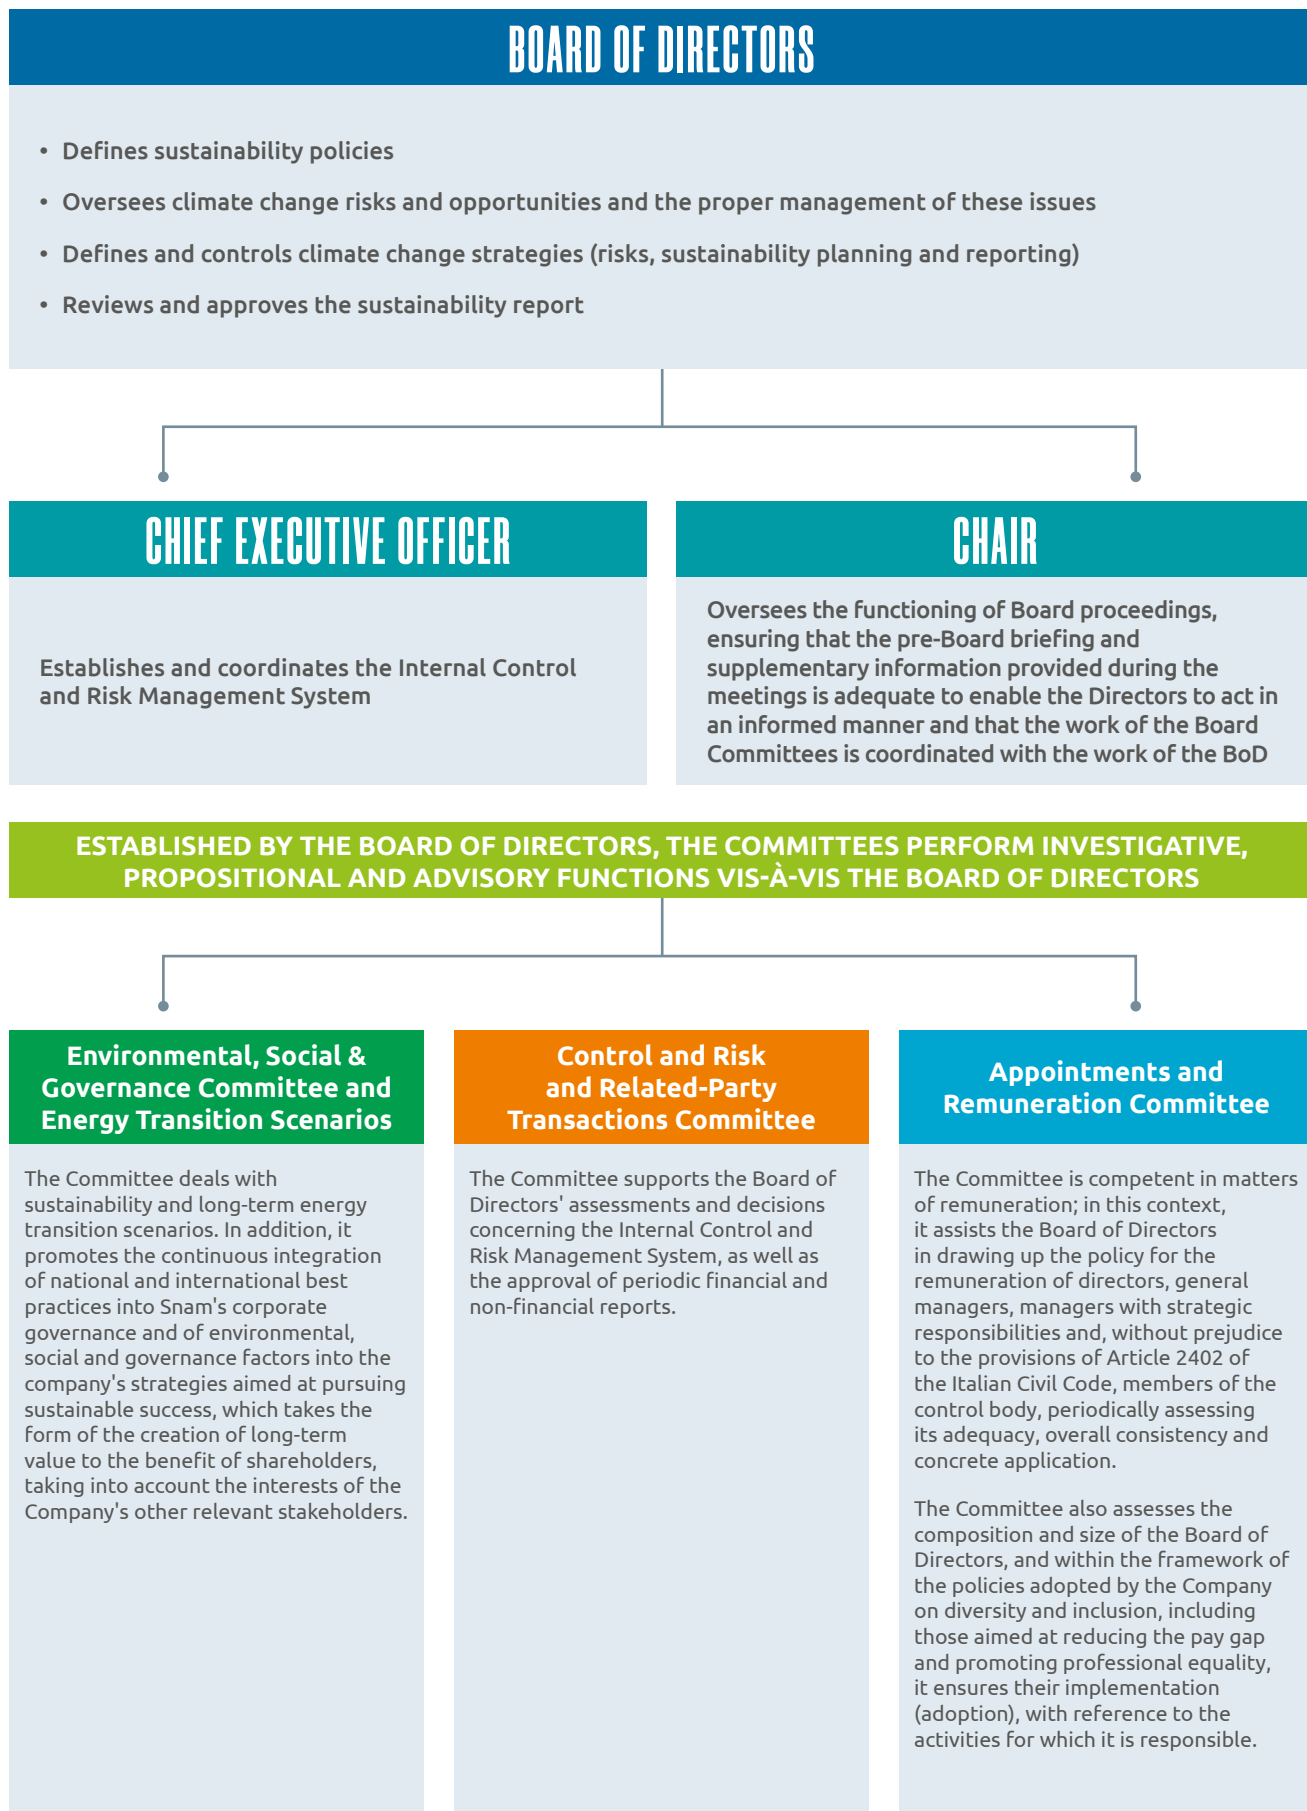 BOARD OF DIRECTORS
• Defines sustainability policies
• Oversees climate change risks and opportunities and the proper management of these issues
• Defines and controls climate change strategies (risks, sustainability planning and reporting)
• Reviews and approves the sustainability report
CHIEF EXECUTIVE OFFICER
Establishes and coordinates the Internal Control
and Risk Management System
CHAIR
Oversees the functioning of Board proceedings,
ensuring that the pre-Board briefing and
supplementary information provided during the
meetings is adequate to enable the Directors to act in
an informed manner and that the work of the Board
Committees is coordinated with the work of the BoD
ESTABLISHED BY THE BOARD OF DIRECTORS, THE COMMITTEES PERFORM INVESTIGATIVE,
PROPOSITIONAL AND ADVISORY FUNCTIONS VIS-À-VIS THE BOARD OF DIRECTORS
Environmental, Social &
Governance Committee and
Energy Transition Scenarios
The Committee deals with
sustainability and long-term energy
transition scenarios. In addition, it
promotes the continuous integration
of national and international best
practices into Snam's corporate
governance and of environmental,
social and governance factors into the
company's strategies aimed at pursuing
sustainable success, which takes the
form of the creation of long-term
value to the benefit of shareholders,
taking into account the interests of the
Company's other relevant stakeholders.
Control and Risk
and Related-Party
Transactions Committee
The Committee supports the Board of
Directors' assessments and decisions
concerning the Internal Control and
Risk Management System, as well as
the approval of periodic financial and
non-financial reports.
Appointments and
Remuneration Committee
The Committee is competent in matters
of remuneration; in this context,
it assists the Board of Directors
in drawing up the policy for the
remuneration of directors, general
managers, managers with strategic
responsibilities and, without prejudice
to the provisions of Article 2402 of
the Italian Civil Code, members of the
control body, periodically assessing
its adequacy, overall consistency and
concrete application.
The Committee also assesses the
composition and size of the Board of
Directors, and within the framework of
the policies adopted by the Company
on diversity and inclusion, including
those aimed at reducing the pay gap
and promoting professional equality,
it ensures their implementation
(adoption), with reference to the
activities for which it is responsible.